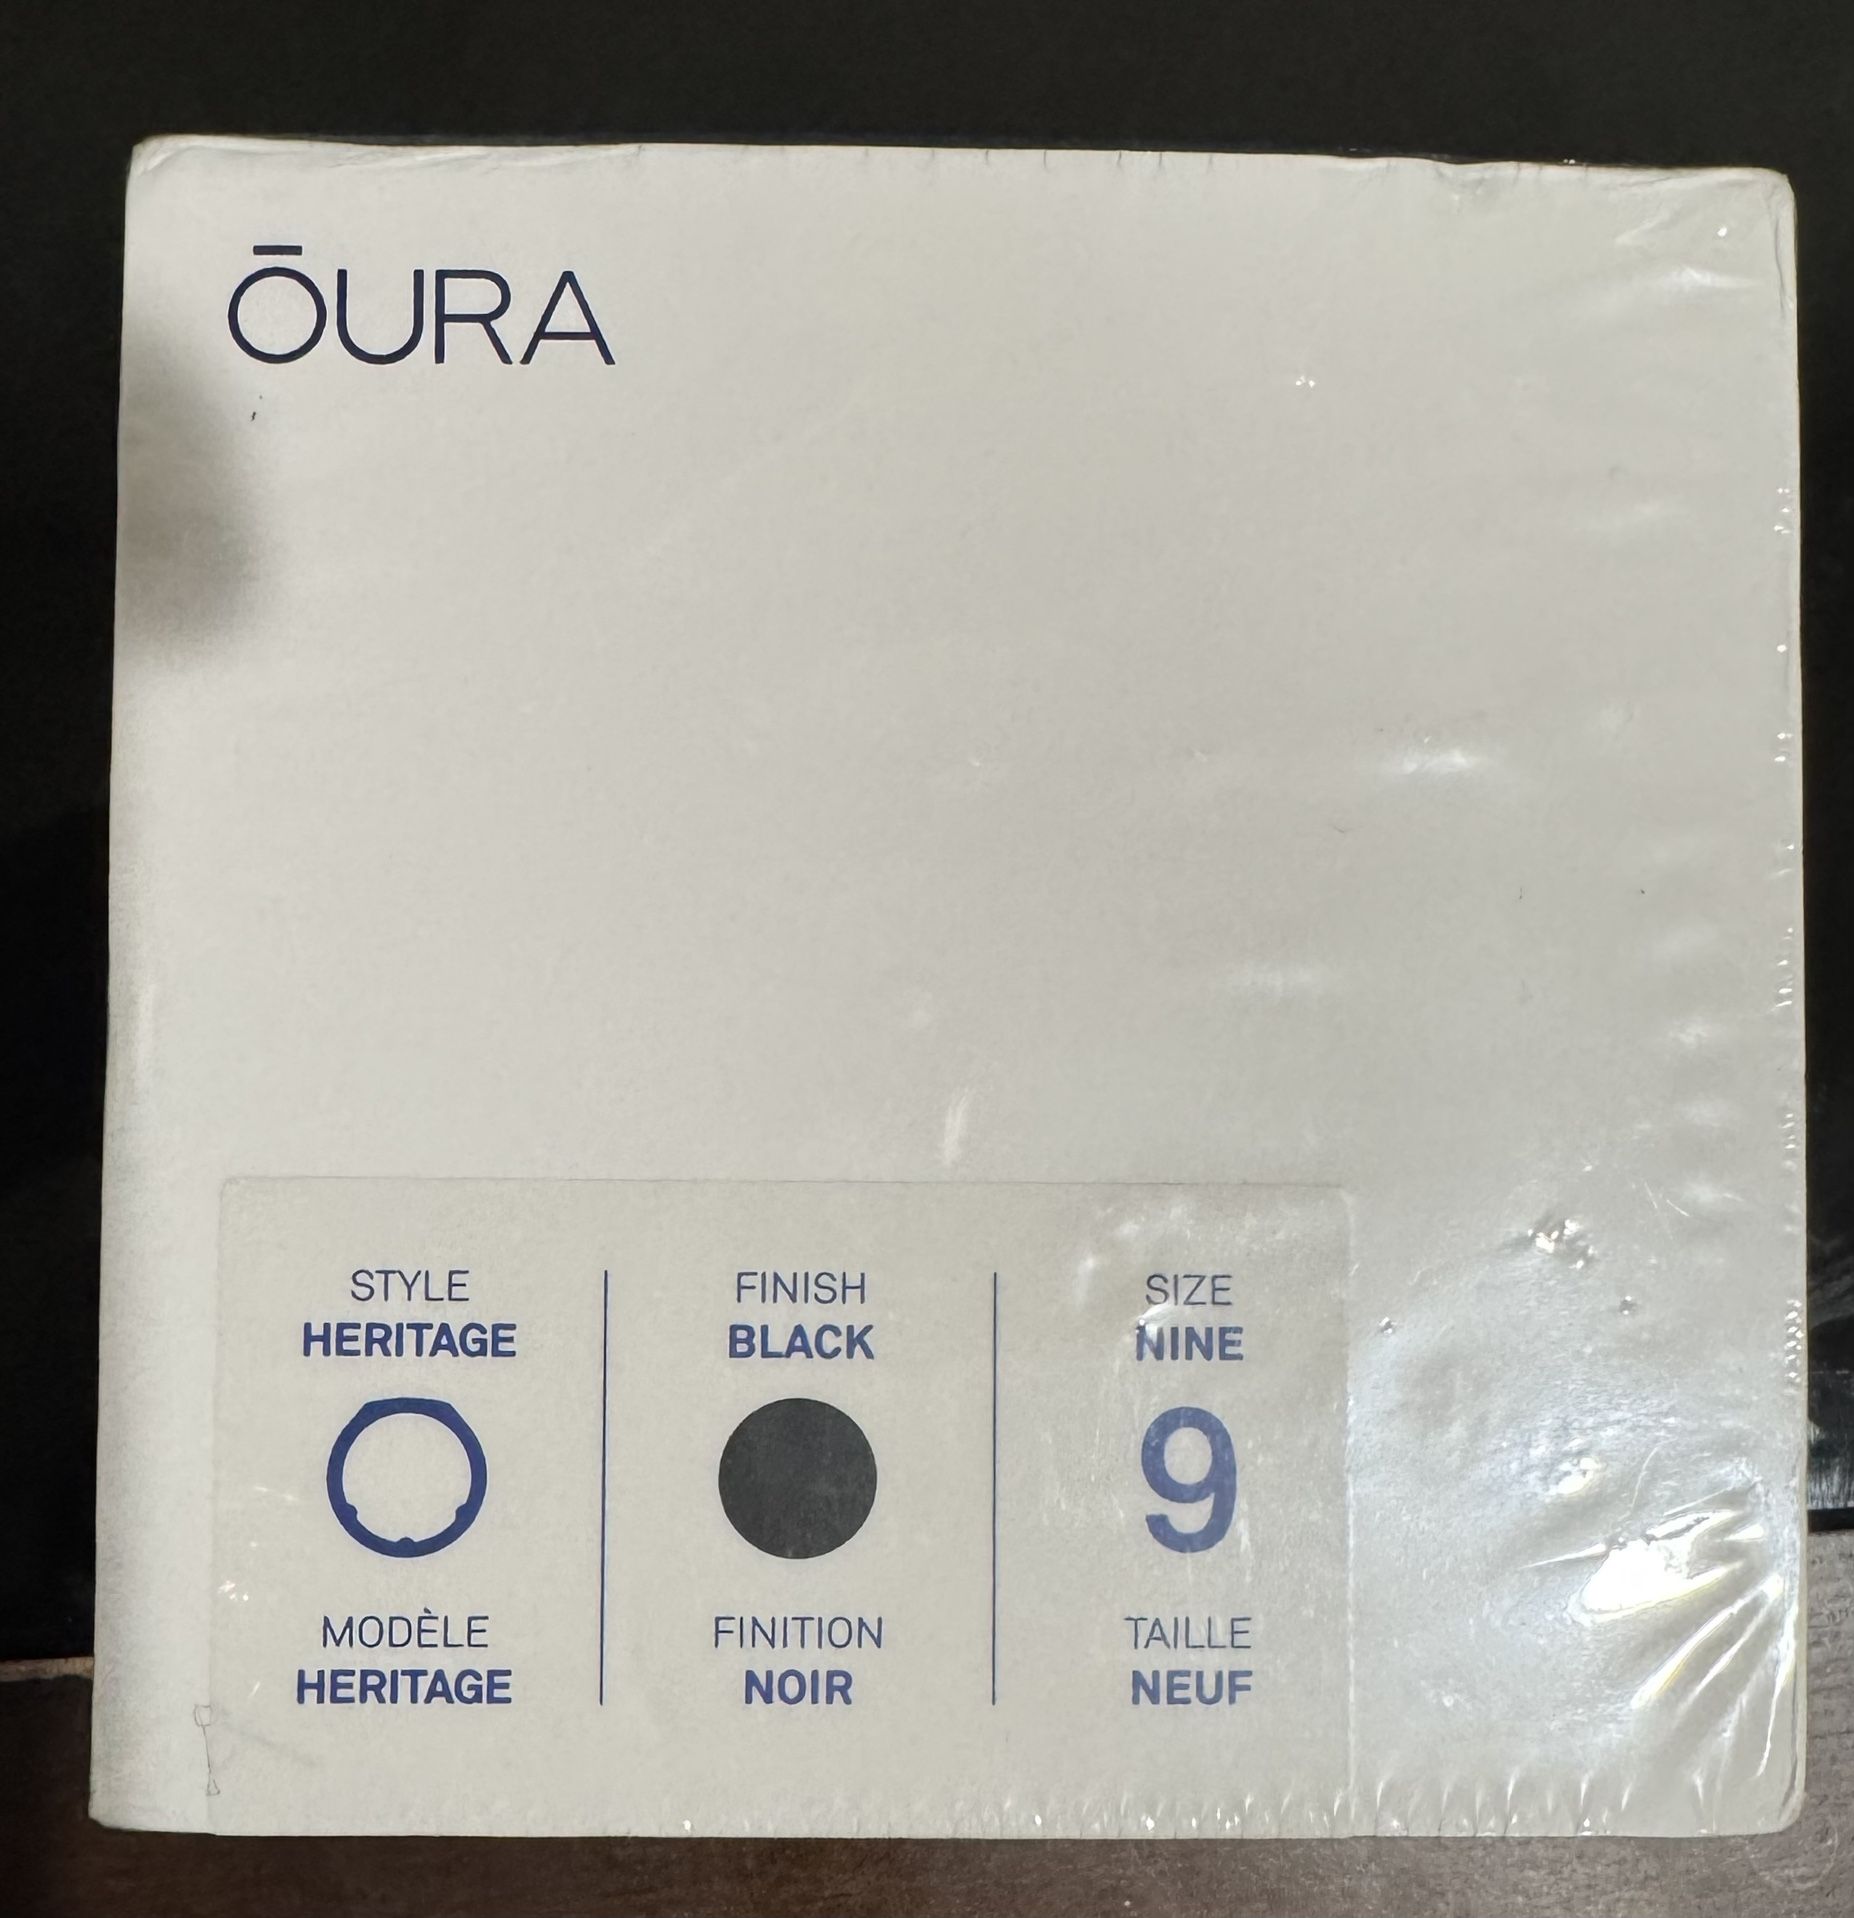 ŌURA
STYLE
HERITAGE
MODÈLE
HERITAGE
FINISH
BLACK
FINITION
NOIR
SIZE
NINE
9
TAILLE
NEUF